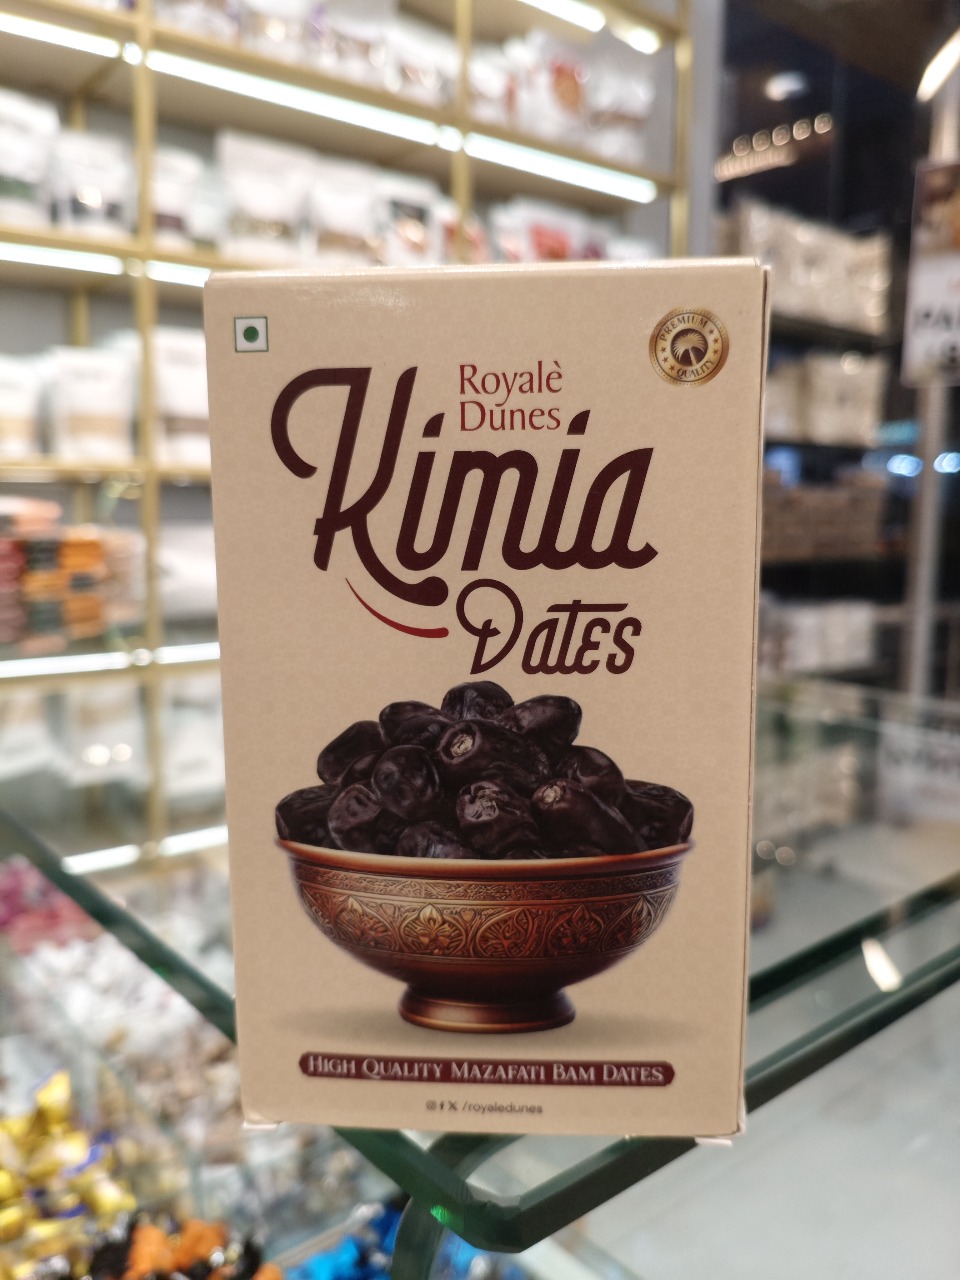 PREMIUM
QUALITY
Royalè
Dunes
Kimia
Dates
HIGH QUALITY MAZAFATI BAM DATES
/royaledunes